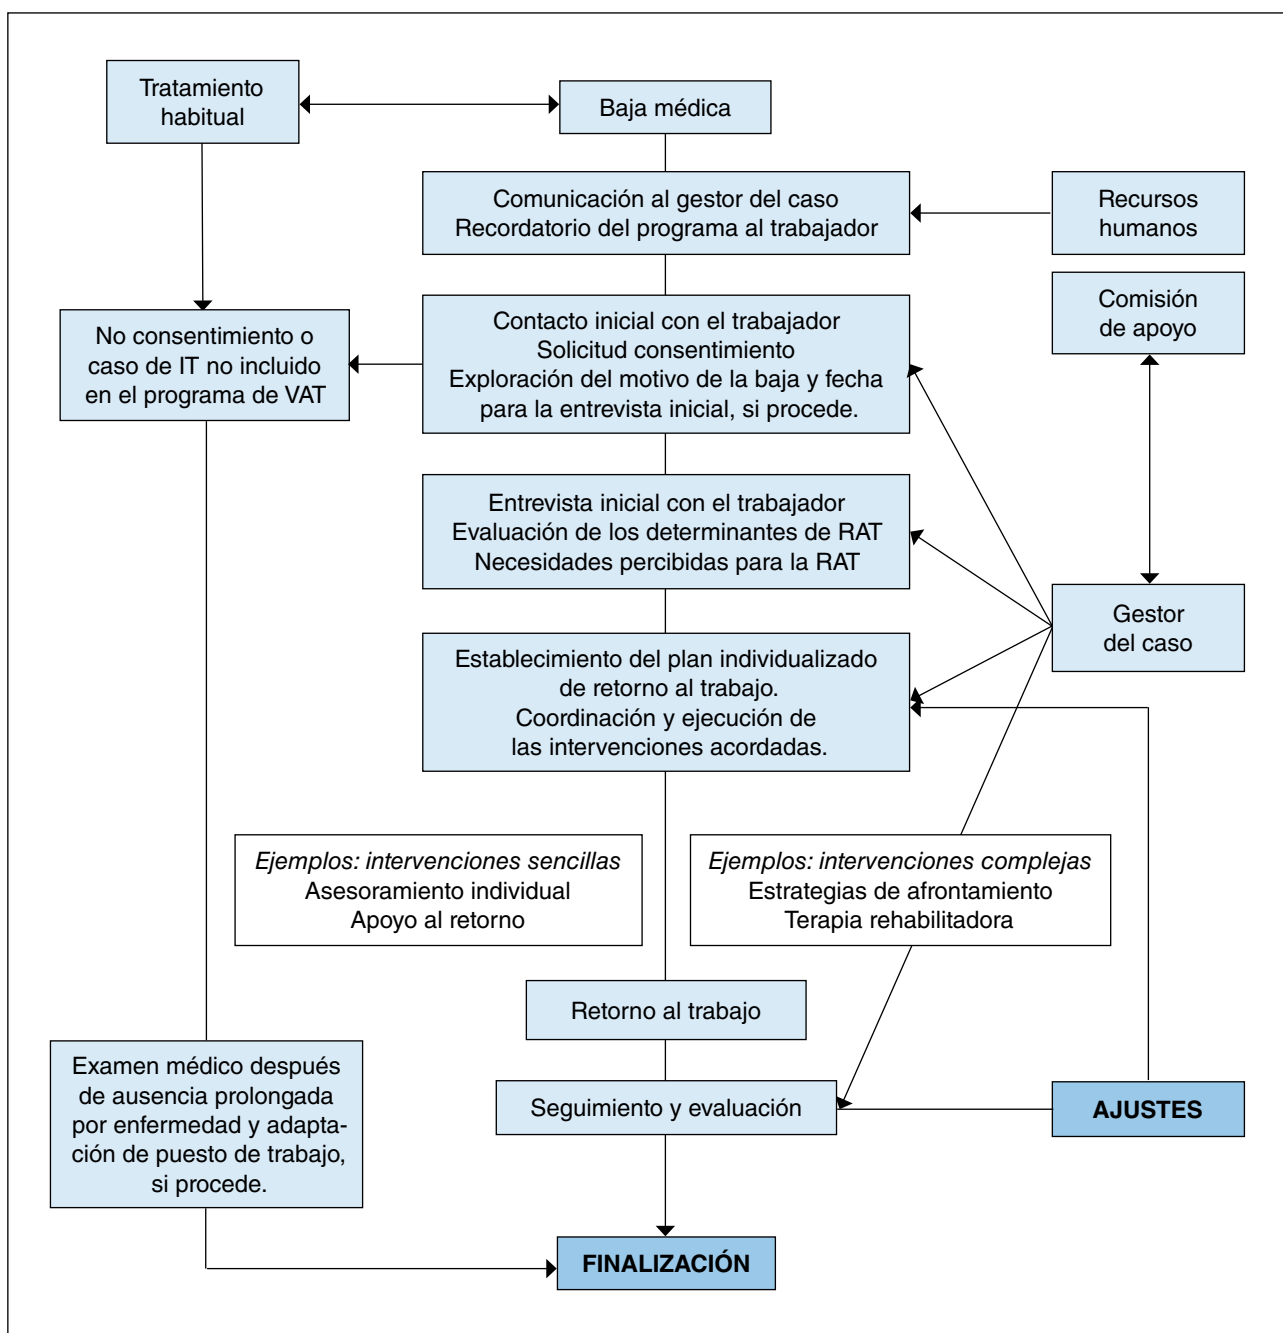 Tratamiento
habitual
Baja médica
Comunicación al gestor del caso
Recordatorio del programa al trabajador
Recursos
humanos
Comisión
de apoyo
No consentimiento o
caso de IT no incluido
en el programa de VAT
Contacto inicial con el trabajador
Solicitud consentimiento
Exploración del motivo de la baja y fecha
para la entrevista inicial, si procede.
Entrevista inicial con el trabajador
Evaluación de los determinantes de RAT
Necesidades percibidas para la RAT
Gestor
del caso
Establecimiento del plan individualizado
de retorno al trabajo.
Coordinación y ejecución de
las intervenciones acordadas.
Ejemplos: intervenciones sencillas
Asesoramiento individual
Apoyo al retorno
Ejemplos: intervenciones complejas
Estrategias de afrontamiento
Terapia rehabilitadora
Retorno al trabajo
Examen médico después
de ausencia prolongada
por enfermedad y adapta-
ción de puesto de trabajo,
si procede.
Seguimiento y evaluación
AJUSTES
FINALIZACIÓN